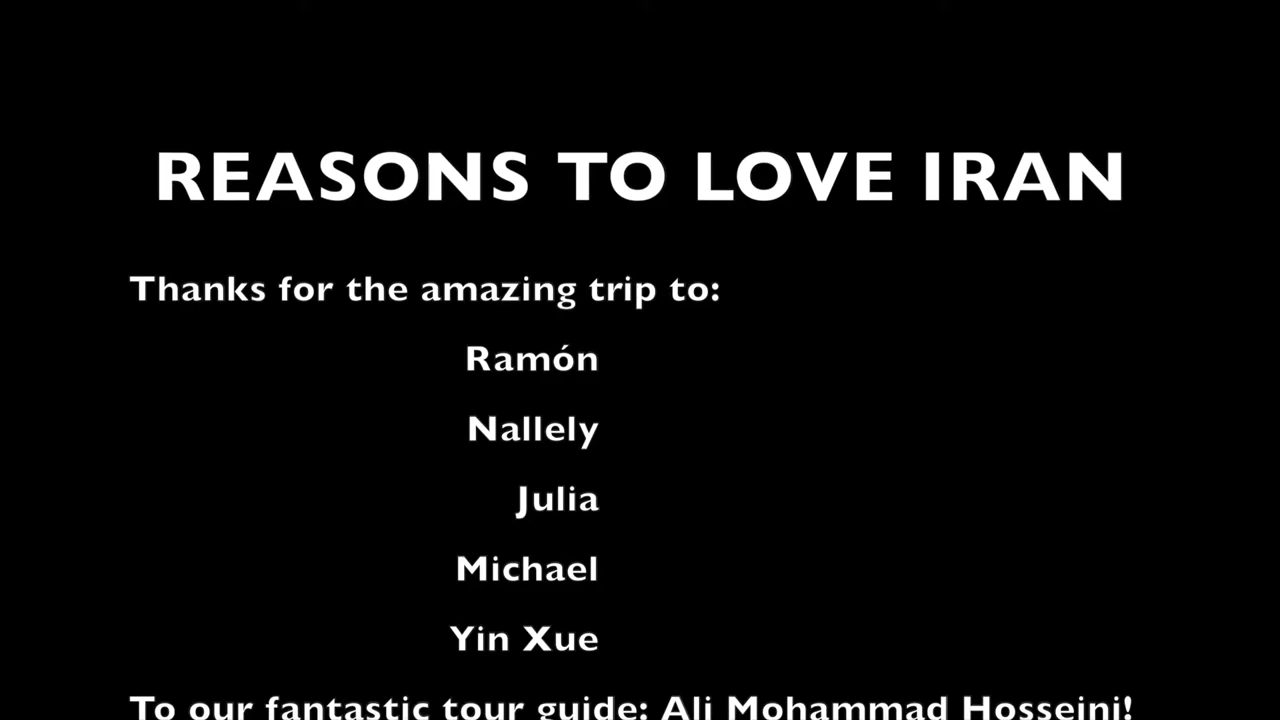 REASONS TO LOVE IRAN
Thanks for the amazing trip to:
Ramón
Nallely
Julia
Michael
Yin Xue
To our fantastic tour guide: Ali Mohammad Hosseini!